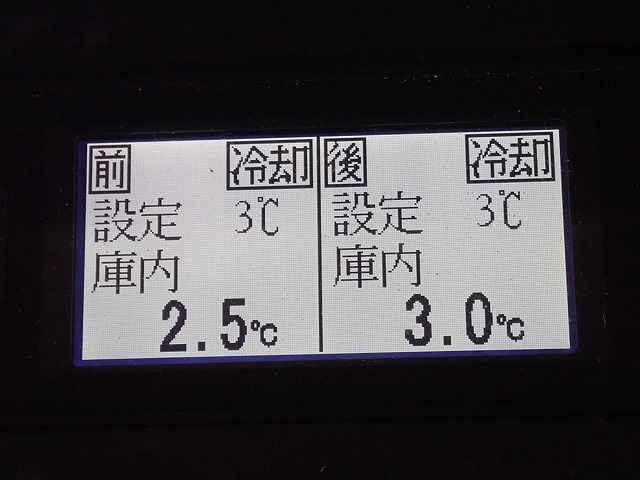 前 冷却
設定 3℃
庫内
2.5℃
後 冷却
設定 3℃
庫内
3.0℃